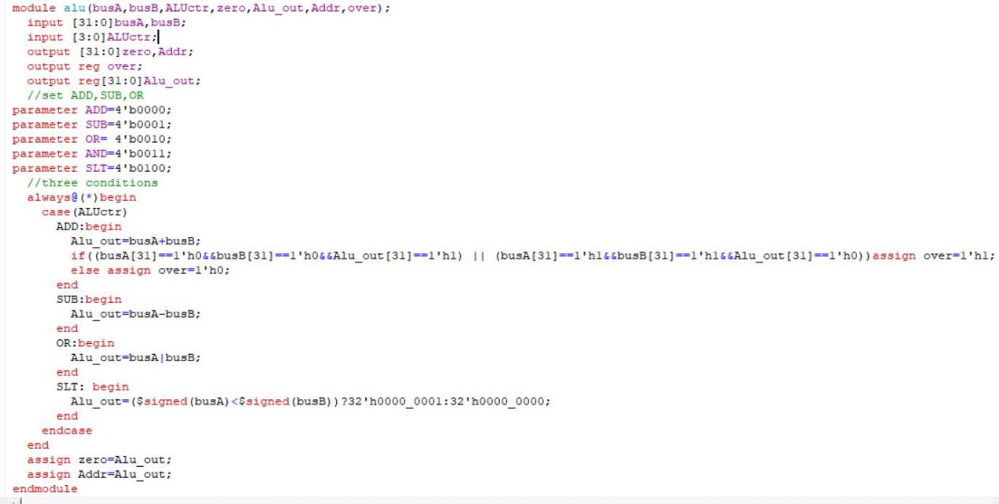 module alu(busA,busB,ALUctr,zero,Alu_out,Addr,over);
  input [31:0]busA,busB;
  input [3:0]ALUctr;
  output [31:0]zero,Addr;
  output reg over;
  output reg[31:0]Alu_out;
  //set ADD,SUB,OR
parameter ADD=4'b0000;
parameter SUB=4'b0001;
parameter OR= 4'b0010;
parameter AND=4'b0011;
parameter SLT=4'b0100;
  //three conditions
  always@(*)begin
    case(ALUctr)
      ADD:begin
        Alu_out=busA+busB;
        if((busA[31]==1'h0&&busB[31]==1'h0&&Alu_out[31]==1'h1) || (busA[31]==1'h1&&busB[31]==1'h1&&Alu_out[31]==1'h0))assign over=1'h1;
        else assign over=1'h0;
      end
      SUB:begin
        Alu_out=busA-busB;
      end
      OR:begin
        Alu_out=busA|busB;
      end
      SLT: begin
        Alu_out=($signed(busA)<$signed(busB))?32'h0000_0001:32'h0000_0000;
      end
    endcase
  end
  assign zero=Alu_out;
  assign Addr=Alu_out;
endmodule